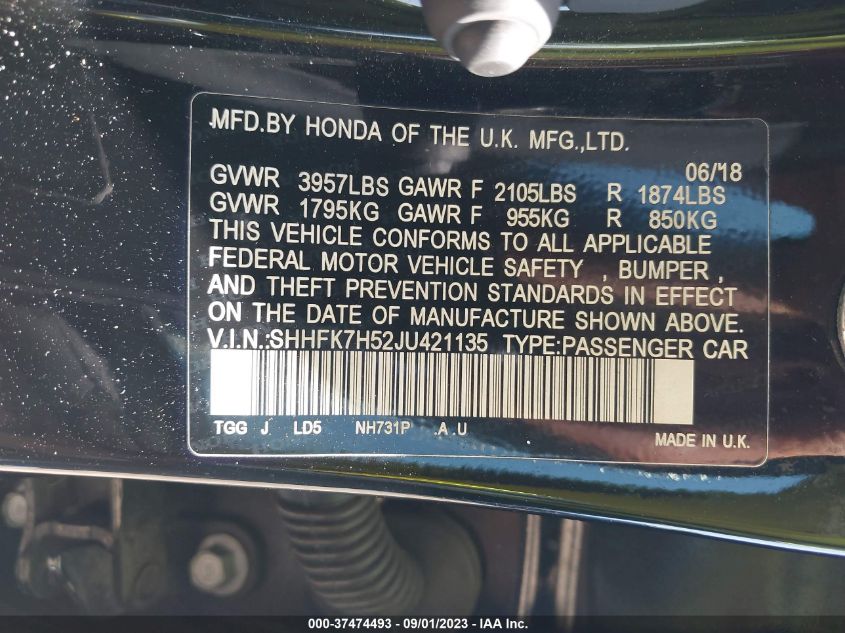 MFD.BY HONDA OF THE U.K. MFG.,LTD.
06/18
GVWR 3957LBS GAWR F 2105LBS R 1874LBS
GVWR 1795KG GAWR F 955KG R 850KG
THIS VEHICLE CONFORMS TO ALL APPLICABLE
FEDERAL MOTOR VEHICLE SAFETY , BUMPER ,
AND THEFT PREVENTION STANDARDS IN EFFECT
ON THE DATE OF MANUFACTURE SHOWN ABOVE.
V.I.N.:SHHFK7H52JU421135 TYPE:PASSENGER CAR
TGG J LD5 NH731P .A .U
MADE IN U.K.
000-37474493 - 09/01/2023 - IAA Inc.